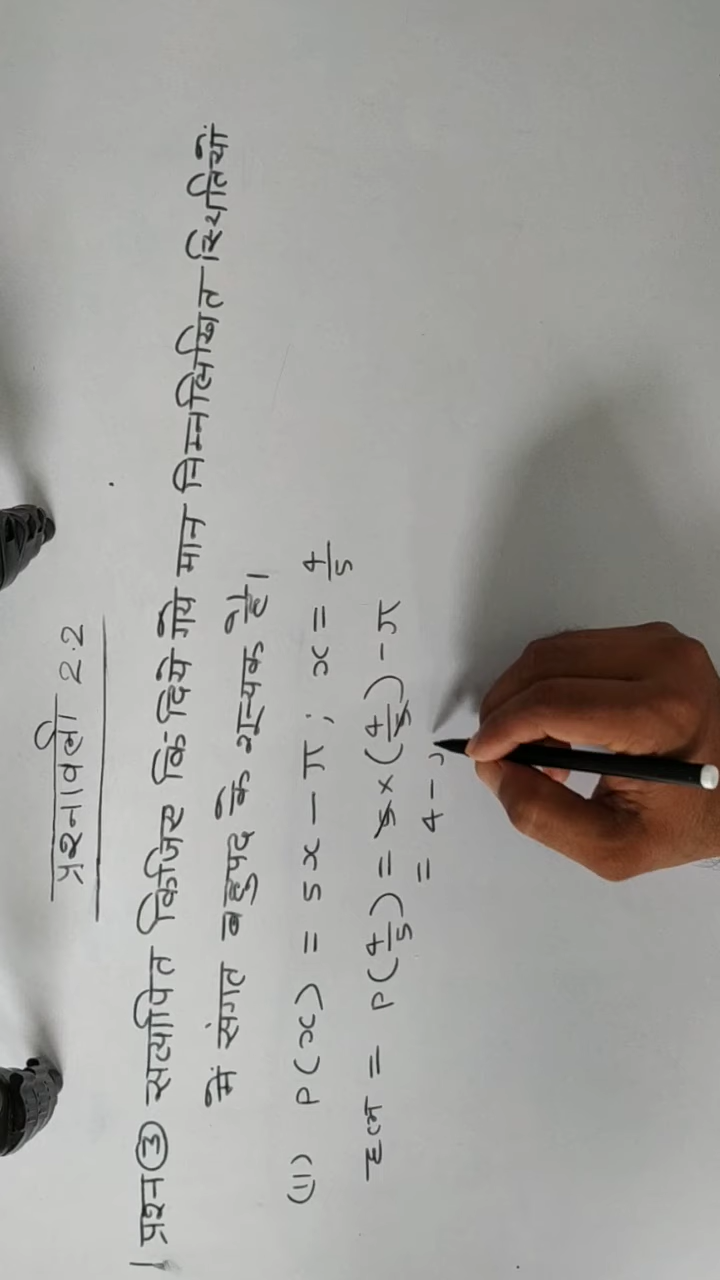 प्रश्नावली 2.2
प्रश्न ③ सत्यापित किजिए कि दिये गये मान निम्नलिखित स्थितियों
में संगत बहुपद के शून्यक है।
(ii) P(x) = 5x - π ; x = 4/5
हल = P(4/5) = 5 × (4/5) - π
= 4 -